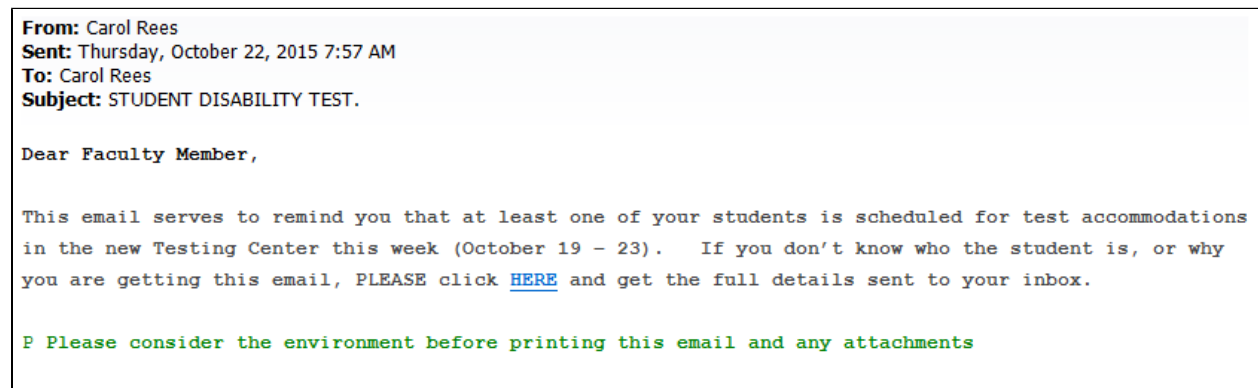 From: Carol Rees
Sent: Thursday, October 22, 2015 7:57 AM
To: Carol Rees
Subject: STUDENT DISABILITY TEST.
Dear Faculty Member,
This email serves to remind you that at least one of your students is scheduled for test accommodations
in the new Testing Center this week (October 19 – 23).  If you don't know who the student is, or why
you are getting this email, PLEASE click HERE and get the full details sent to your inbox.
P Please consider the environment before printing this email and any attachments